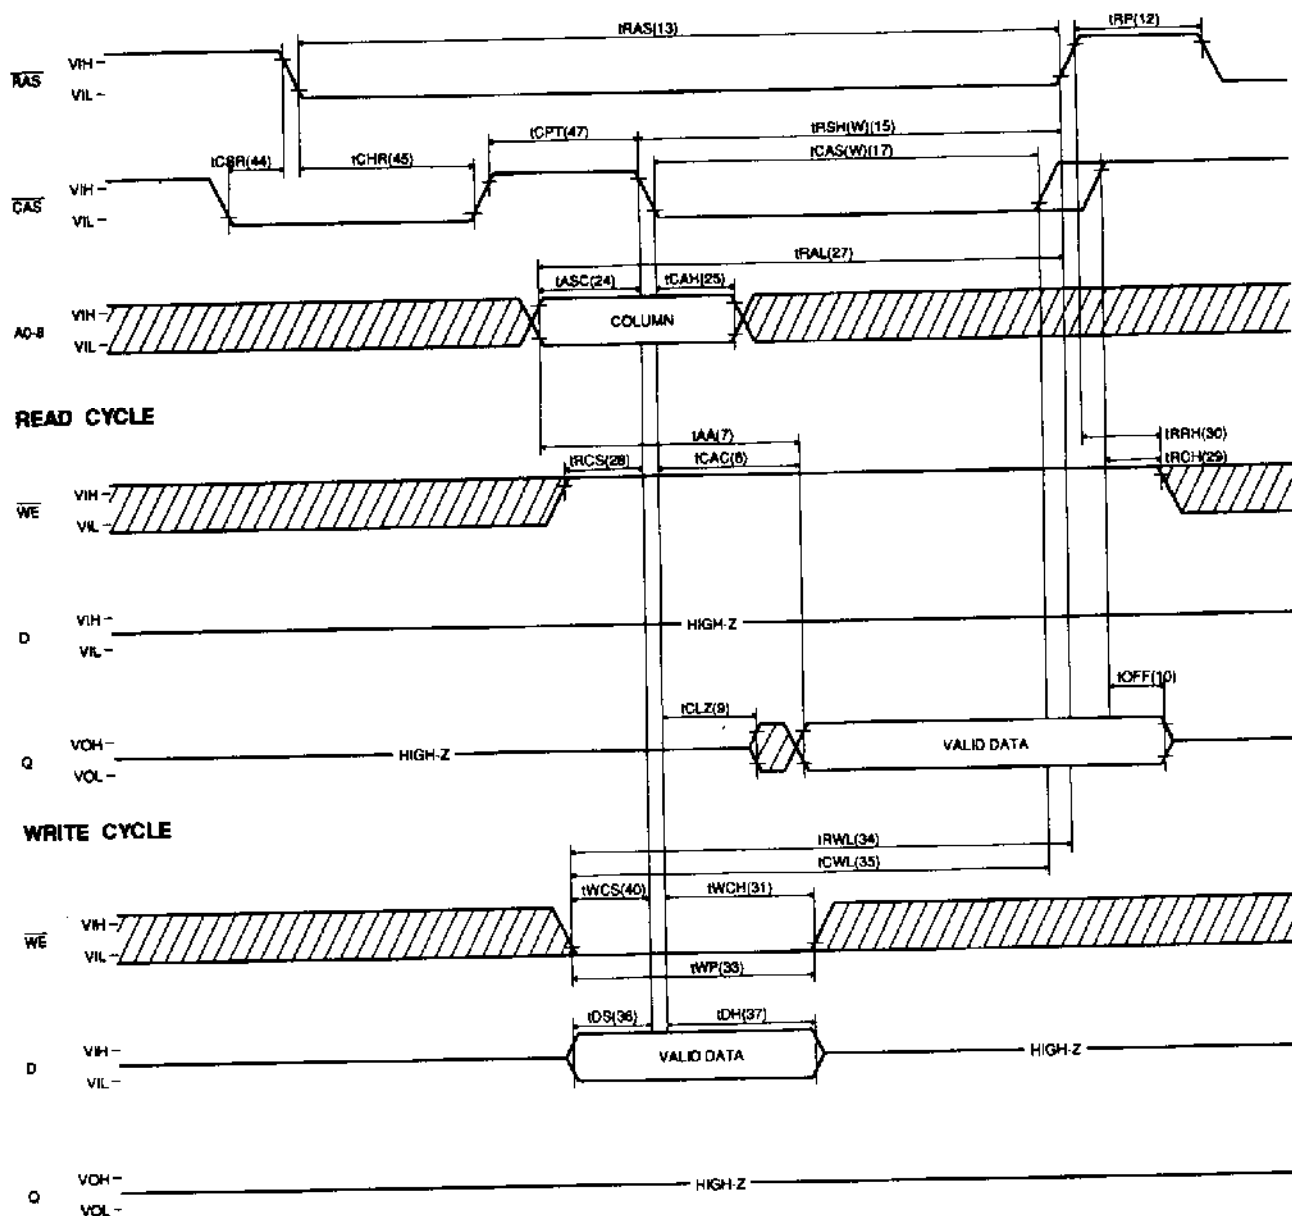 tRAS(13) tRP(12)
RAS VIH
VIL
tCPT(47) tRSH(W)(15)
tCSR(44) tCHR(45) tCAS(W)(17)
CAS VIH
VIL
tRAL(27)
tASC(24) tCAH(25)
A0-8 VIH COLUMN
VIL
READ CYCLE
tAA(7) tRRH(30)
tRCS(28) tCAC(6) tRCH(29)
WE VIH
VIL
D VIH HIGH-Z
VIL
tOFF(10)
tCLZ(9)
Q VOH HIGH-Z VALID DATA
VOL
WRITE CYCLE
tRWL(34)
tCWL(35)
tWCS(40) tWCH(31)
WE VIH
VIL
tWP(33)
tDS(36) tDH(37)
D VIH VALID DATA HIGH-Z
VIL
Q VOH HIGH-Z
VOL